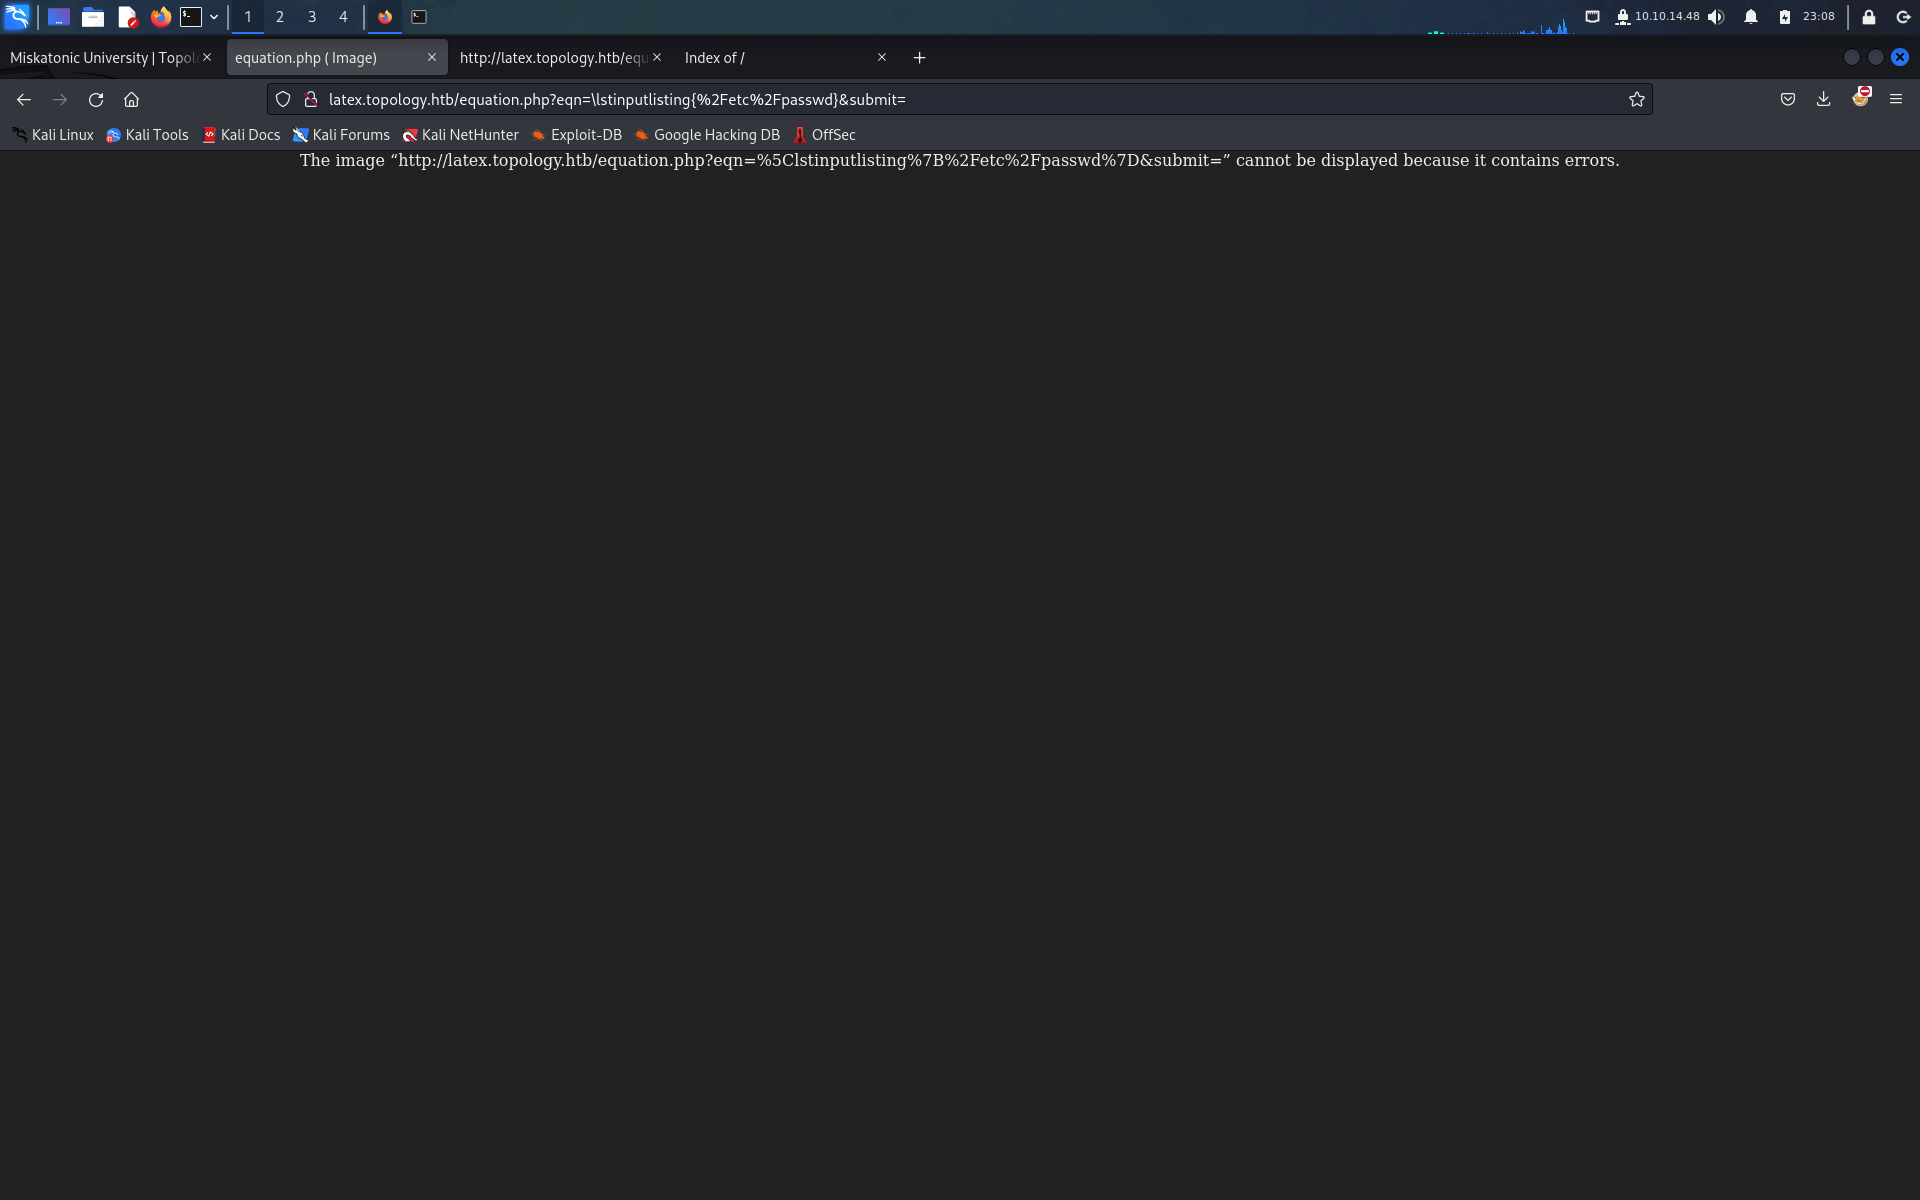 1 2 3 4 10.10.14.48 23:08
Miskatonic University | Topol equation.php ( Image) http://latex.topology.htb/equ Index of /
latex.topology.htb/equation.php?eqn=\lstinputlisting{%2Fetc%2Fpasswd}&submit=
Kali Linux Kali Tools Kali Docs Kali Forums Kali NetHunter Exploit-DB Google Hacking DB OffSec
The image “http://latex.topology.htb/equation.php?eqn=%5Clstinputlisting%7B%2Fetc%2Fpasswd%7D&submit=” cannot be displayed because it contains errors.